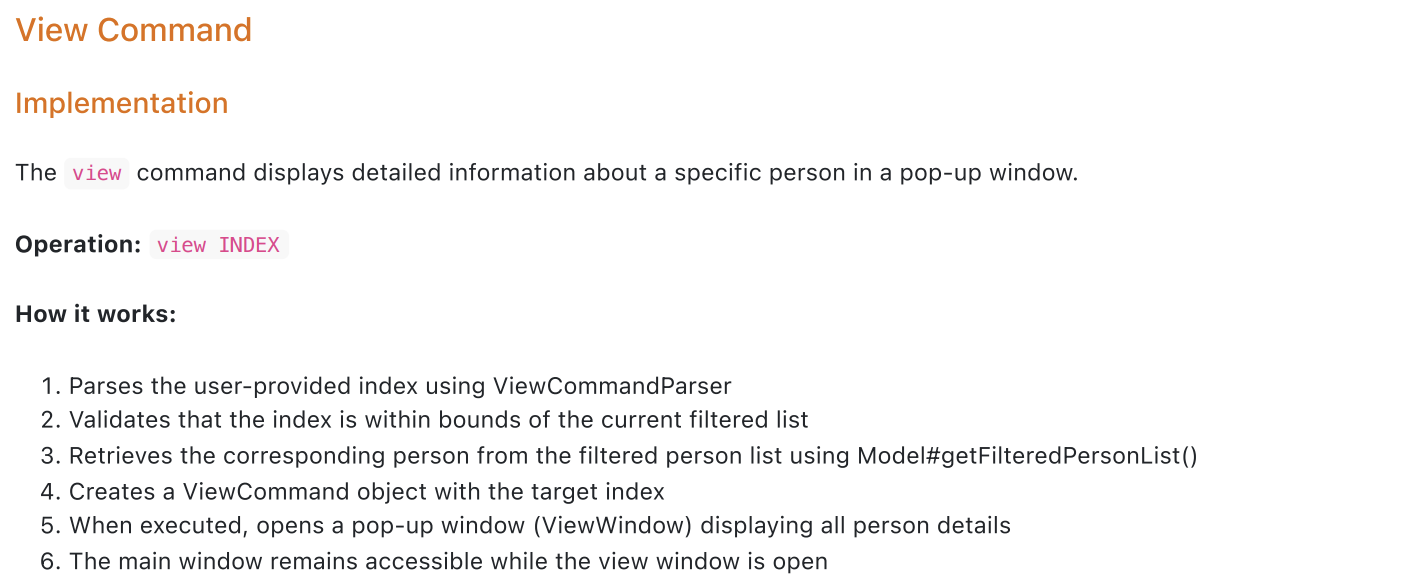 View Command
Implementation
The view command displays detailed information about a specific person in a pop-up window.
Operation: view INDEX
How it works:
1. Parses the user-provided index using ViewCommandParser
2. Validates that the index is within bounds of the current filtered list
3. Retrieves the corresponding person from the filtered person list using Model#getFilteredPersonList()
4. Creates a ViewCommand object with the target index
5. When executed, opens a pop-up window (ViewWindow) displaying all person details
6. The main window remains accessible while the view window is open